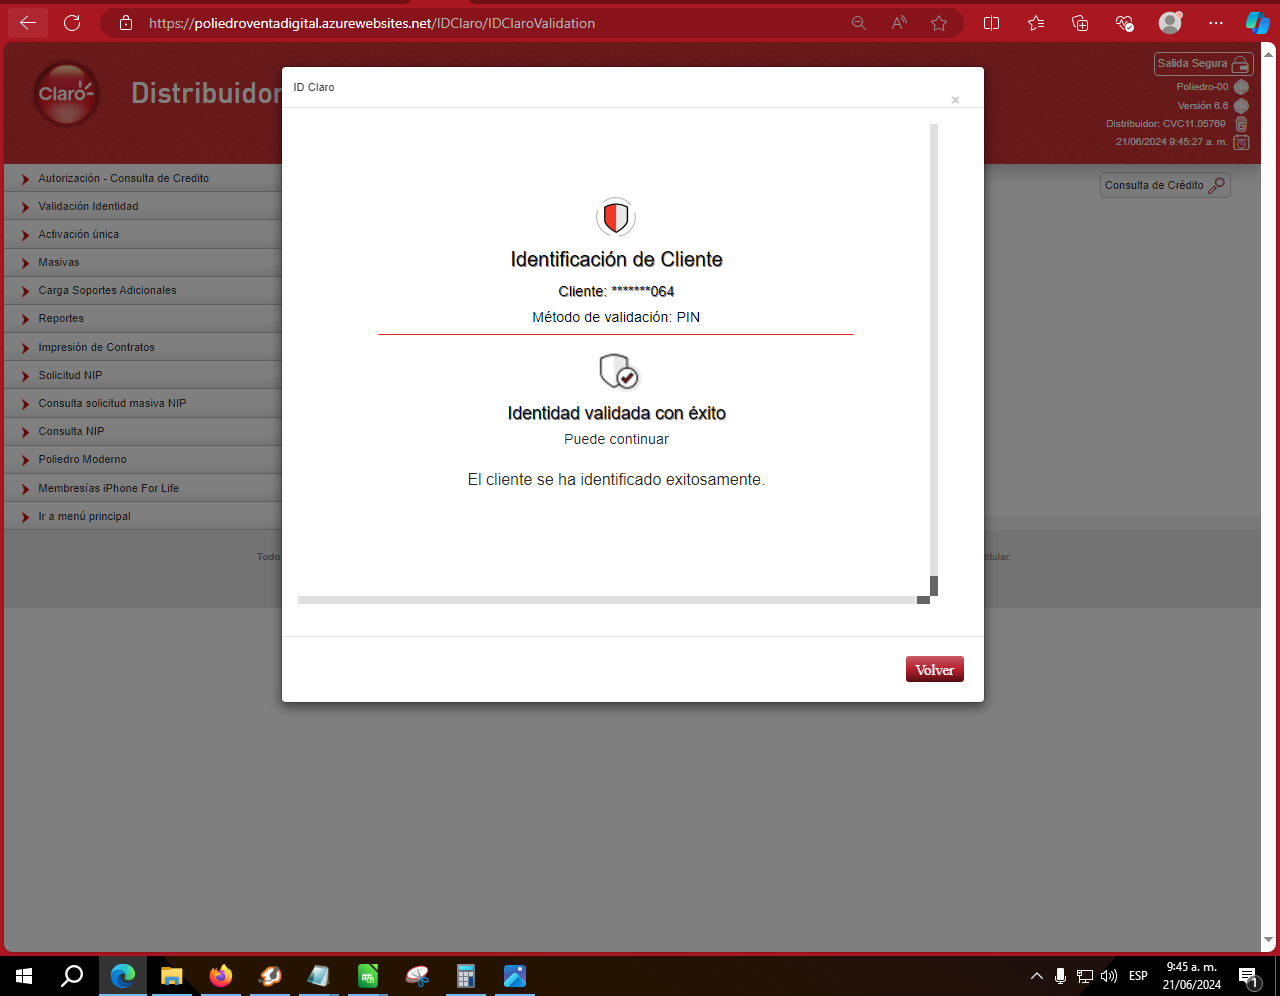 https://poliedroventadigital.azurewebsites.net/IDClaro/IDClaroValidation
Claro
Distribuidor
Salida Segura
Poliedro-00
Versión 6.6
Distribuidor: CVC11.05769
21/06/2024 9:45:27 a. m.
Consulta de Crédito
Autorización - Consulta de Credito
Validación Identidad
Activación única
Masivas
Carga Soportes Adicionales
Reportes
Impresión de Contratos
Solicitud NIP
Consulta solicitud masiva NIP
Consulta NIP
Poliedro Moderno
Membresías iPhone For Life
Ir a menú principal
ID Claro
×
Identificación de Cliente
Cliente: *******064
Método de validación: PIN
Identidad validada con éxito
Puede continuar
El cliente se ha identificado exitosamente.
Volver
Todo
titular.
ESP
9:45 a. m.
21/06/2024
1